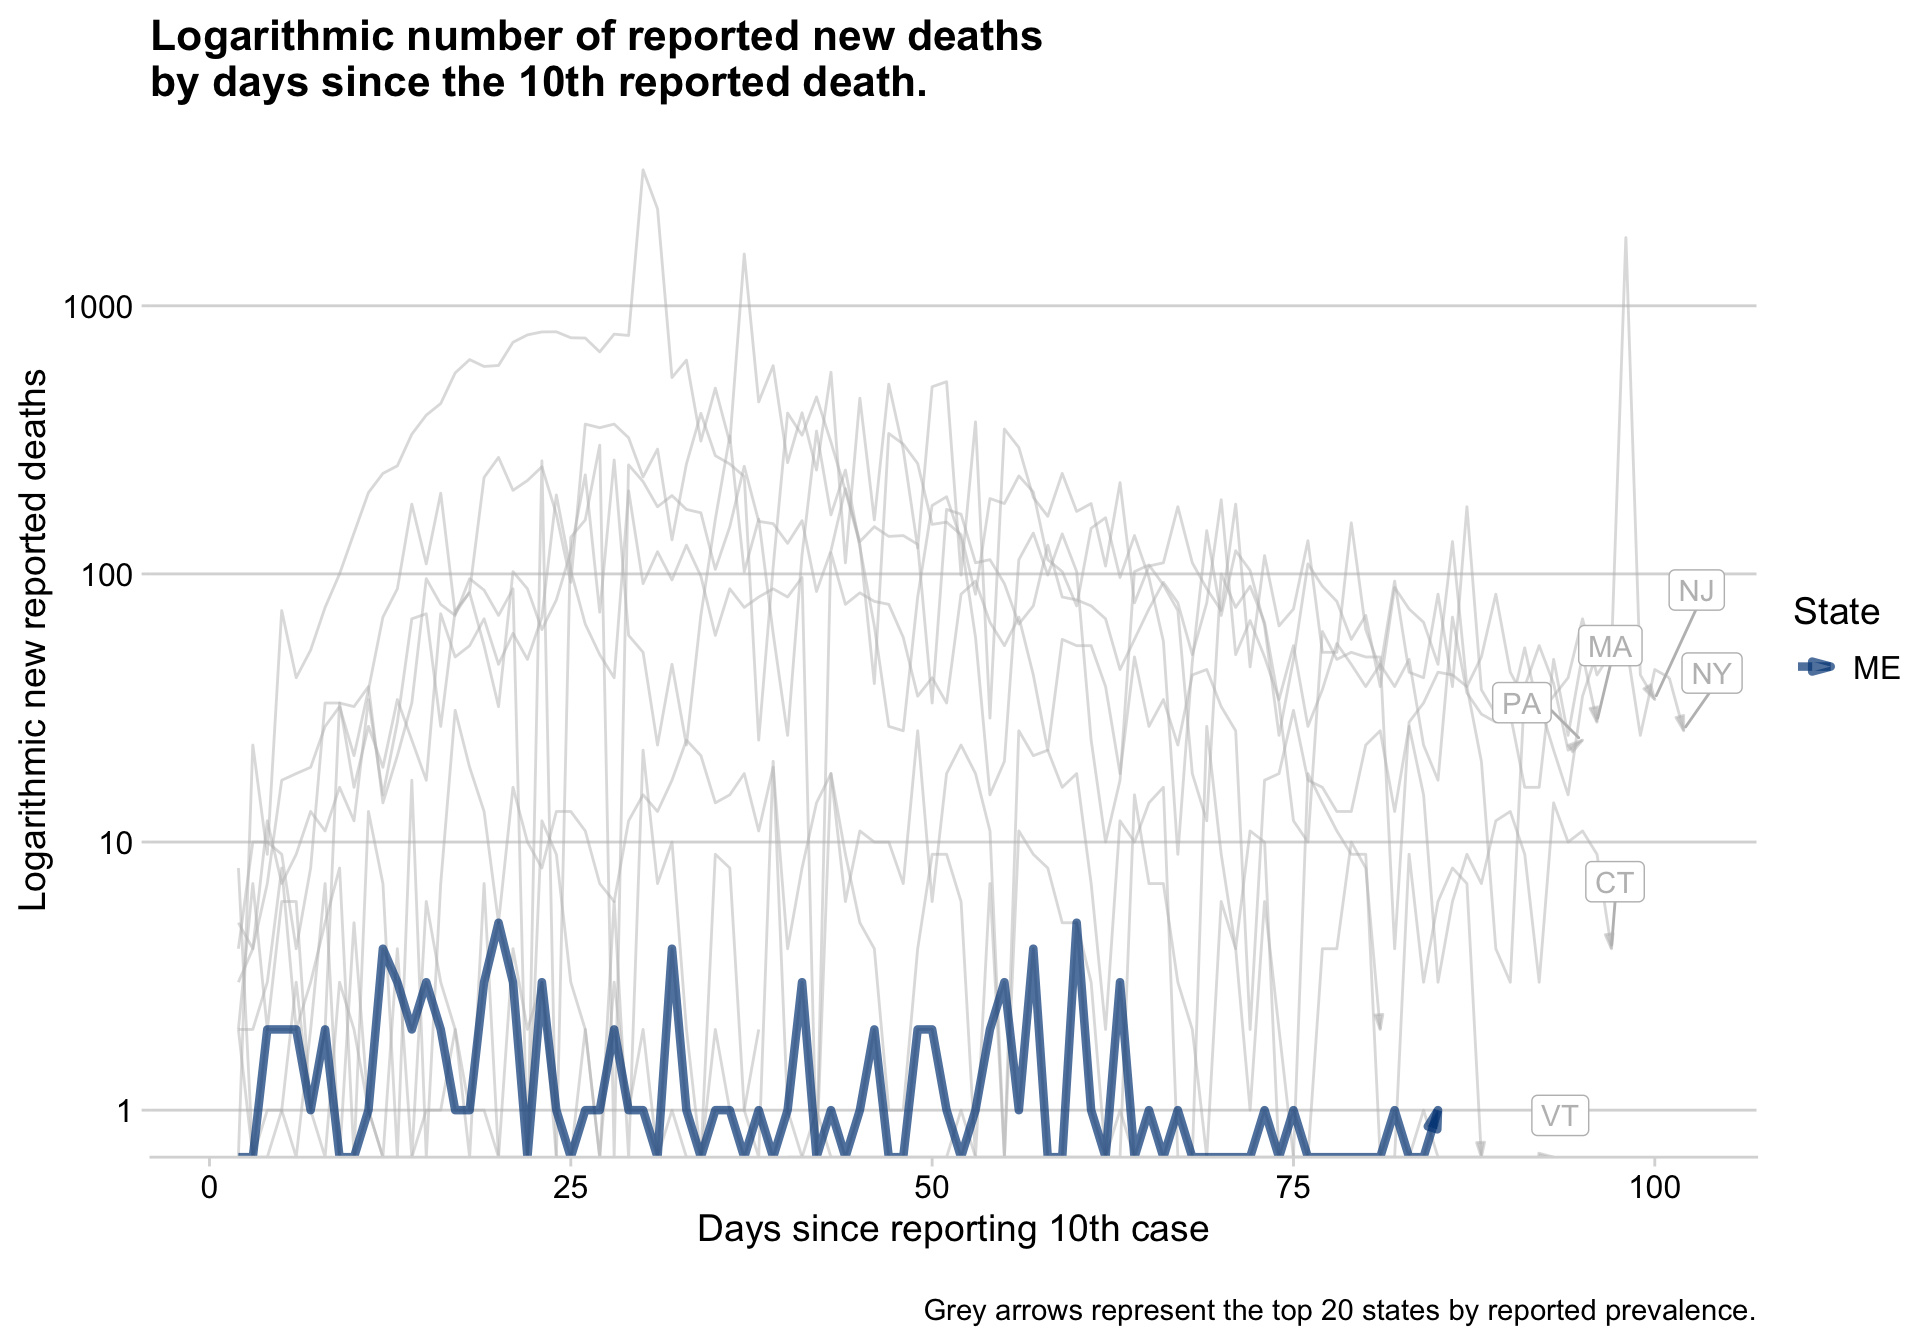 Logarithmic number of reported new deaths
by days since the 10th reported death.
Logarithmic new reported deaths
1000
100
10
1
NJ
MA
NY
PA
CT
VT
State
ME
0
25
50
75
100
Days since reporting 10th case
Grey arrows represent the top 20 states by reported prevalence.